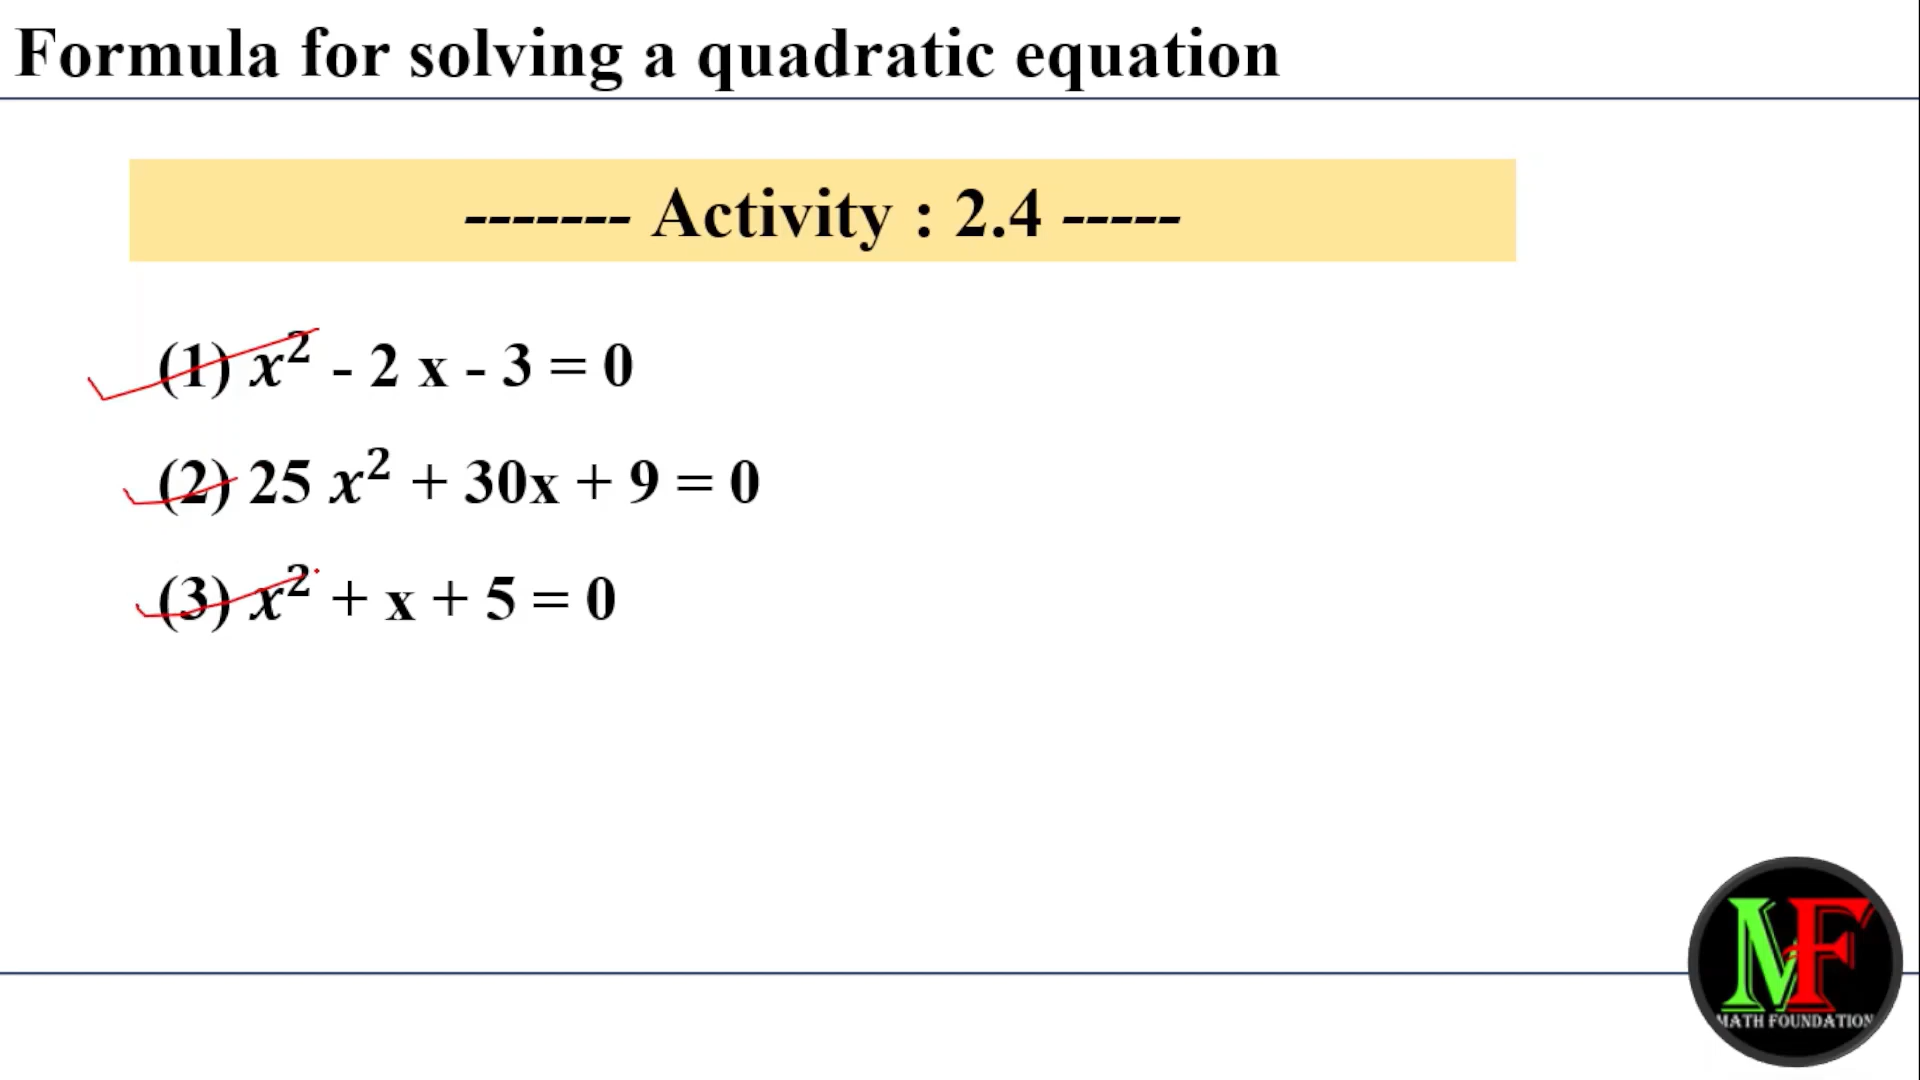 Formula for solving a quadratic equation
------- Activity : 2.4 -----
(1) x² - 2 x - 3 = 0
(2) 25 x² + 30x + 9 = 0
(3) x² + x + 5 = 0
MF
MATH FOUNDATION